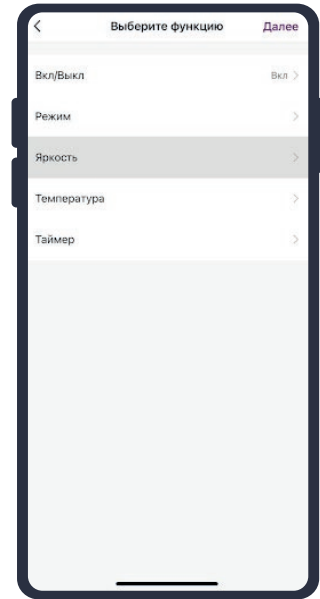 Выберите функцию Далее
Вкл/Выкл Вкл
Режим
Яркость
Температура
Таймер